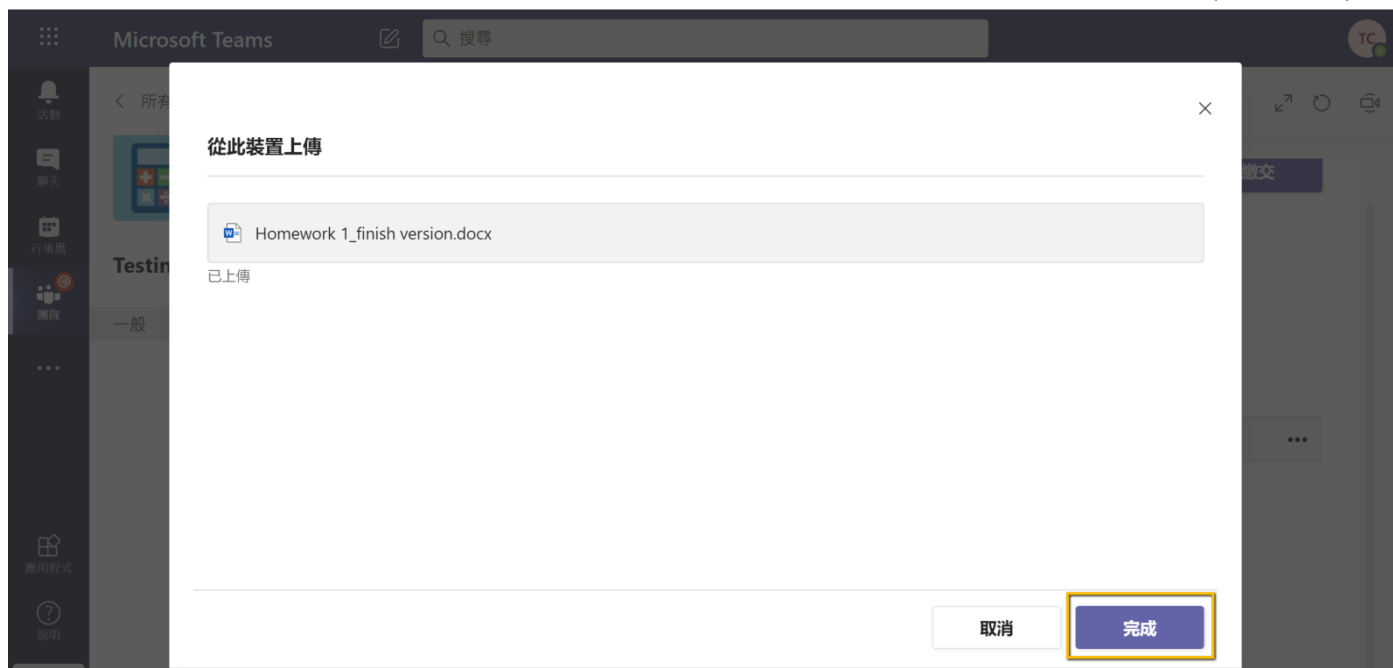 Microsoft Teams
搜尋
TC
活動
聊天
行事曆
團隊
應用程式
說明
所有
Testin
一般
從此裝置上傳
Homework 1_finish version.docx
已上傳
繳交
取消
完成